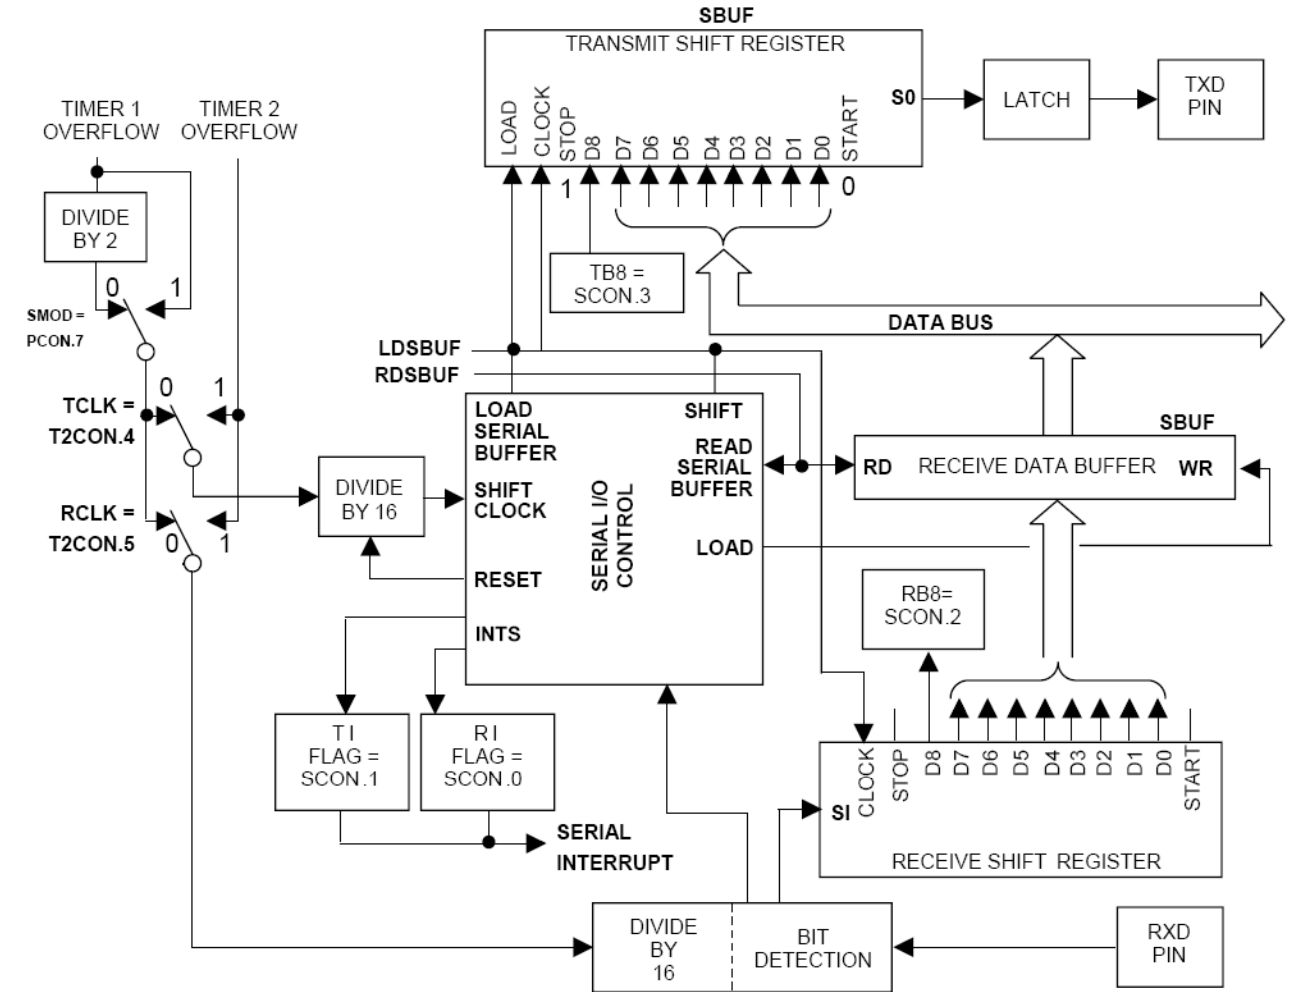 SBUF
TRANSMIT SHIFT REGISTER
LOAD
CLOCK
STOP
D8
D7
D6
D5
D4
D3
D2
D1
D0
START
S0
LATCH
TXD
PIN
1
0
TIMER 1
OVERFLOW
TIMER 2
OVERFLOW
DIVIDE
BY 2
0
1
SMOD =
PCON.7
TB8 =
SCON.3
DATA BUS
LDSBUF
RDSBUF
0
1
TCLK =
T2CON.4
LOAD
SERIAL
BUFFER
SHIFT
READ
SERIAL
BUFFER
SBUF
RD
RECEIVE DATA BUFFER
WR
DIVIDE
BY 16
SHIFT
CLOCK
SERIAL I/O
CONTROL
RCLK =
T2CON.5
0
1
LOAD
RESET
INTS
RB8=
SCON.2
T I
FLAG =
SCON.1
R I
FLAG =
SCON.0
SERIAL
INTERRUPT
SI
CLOCK
STOP
D8
D7
D6
D5
D4
D3
D2
D1
D0
START
RECEIVE SHIFT REGISTER
DIVIDE
BY
16
BIT
DETECTION
RXD
PIN